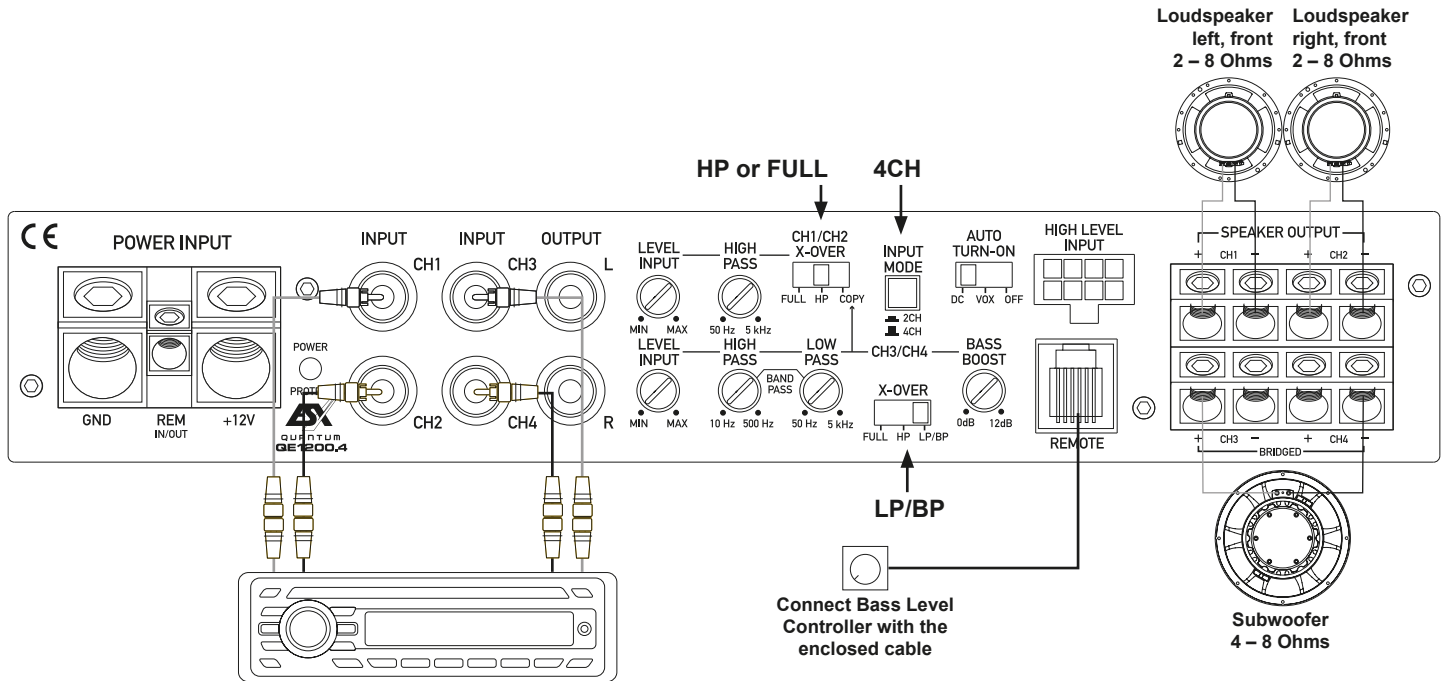 Loudspeaker
left, front
2 – 8 Ohms
Loudspeaker
right, front
2 – 8 Ohms
HP or FULL
4CH
CE
POWER INPUT
GND
REM
IN/OUT
+12V
POWER
PROTE
ESX
QUANTUM
QE1200.4
INPUT
CH1
CH2
INPUT
CH3
CH4
OUTPUT
L
R
LEVEL
INPUT
MIN MAX
HIGH
PASS
50 Hz 5 kHz
CH1/CH2
X-OVER
FULL HP COPY
INPUT
MODE
2CH
4CH
AUTO
TURN-ON
DC VOX OFF
HIGH LEVEL
INPUT
LEVEL
INPUT
MIN MAX
HIGH
PASS
10 Hz 500 Hz
BAND
PASS
LOW
PASS
50 Hz 5 kHz
CH3/CH4
X-OVER
FULL HP LP/BP
BASS
BOOST
0dB 12dB
REMOTE
SPEAKER OUTPUT
+ CH1 – + CH2 –
+ CH3 – + CH4 –
BRIDGED
LP/BP
Connect Bass Level
Controller with the
enclosed cable
Subwoofer
4 – 8 Ohms